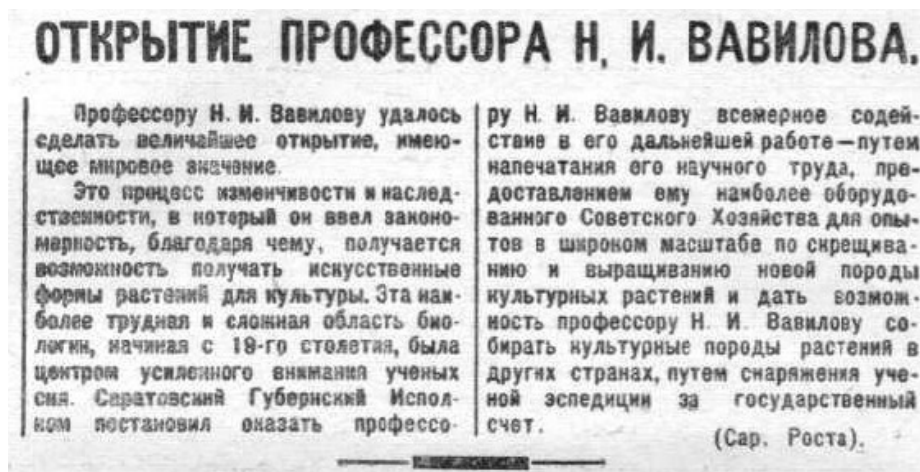 ОТКРЫТИЕ ПРОФЕССОРА Н. И. ВАВИЛОВА.
Профессору Н. И. Вавилову удалось
сделать величайшее открытие, имею-
щее мировое значение.
Это процесс изменчивости и наслед-
ственности, в который он ввел законо-
мерность, благодаря чему, получается
возможность получать искусственные
формы растений для культуры. Эта наи-
более трудная и сложная область био-
логии, начиная с 19-го столетия, была
центром усиленного внимания ученых
сил. Саратовский Губернский Испол-
ком постановил оказать профессо-
ру Н. И. Вавилову всемерное содей-
ствие в его дальнейшей работе—путем
напечатания его научного труда, пре-
доставлением ему наиболее оборудо-
ванного Советского Хозяйства для опы-
тов в широком масштабе по скрещива-
нию и выращиванию новой породы
культурных растений и дать возмож-
ность профессору Н. И. Вавилову со-
бирать культурные породы растений в
других странах, путем снаряжения уче-
ной эспедиции за государственный
счет.
(Сар. Роста).